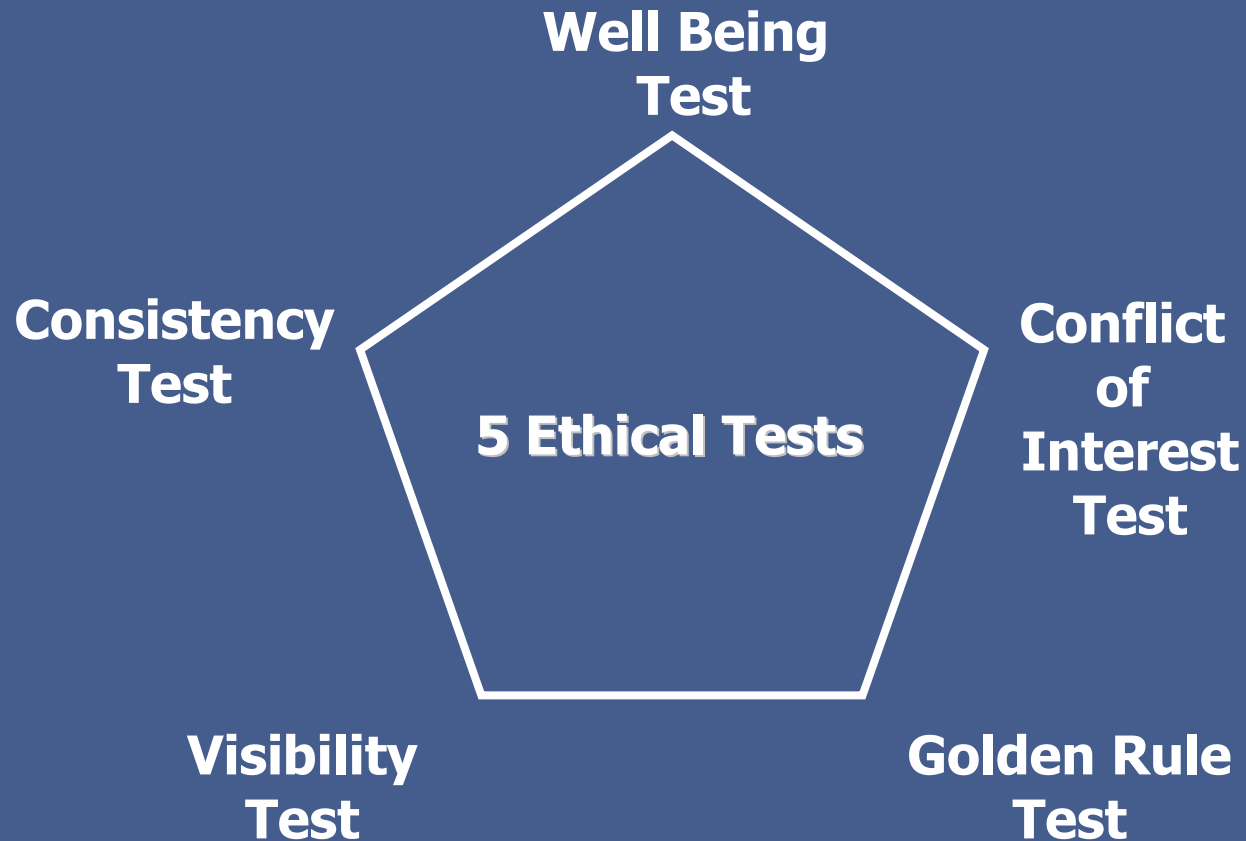 Well Being
Test
Consistency
Test
Conflict
of
Interest
Test
5 Ethical Tests
Visibility
Test
Golden Rule
Test